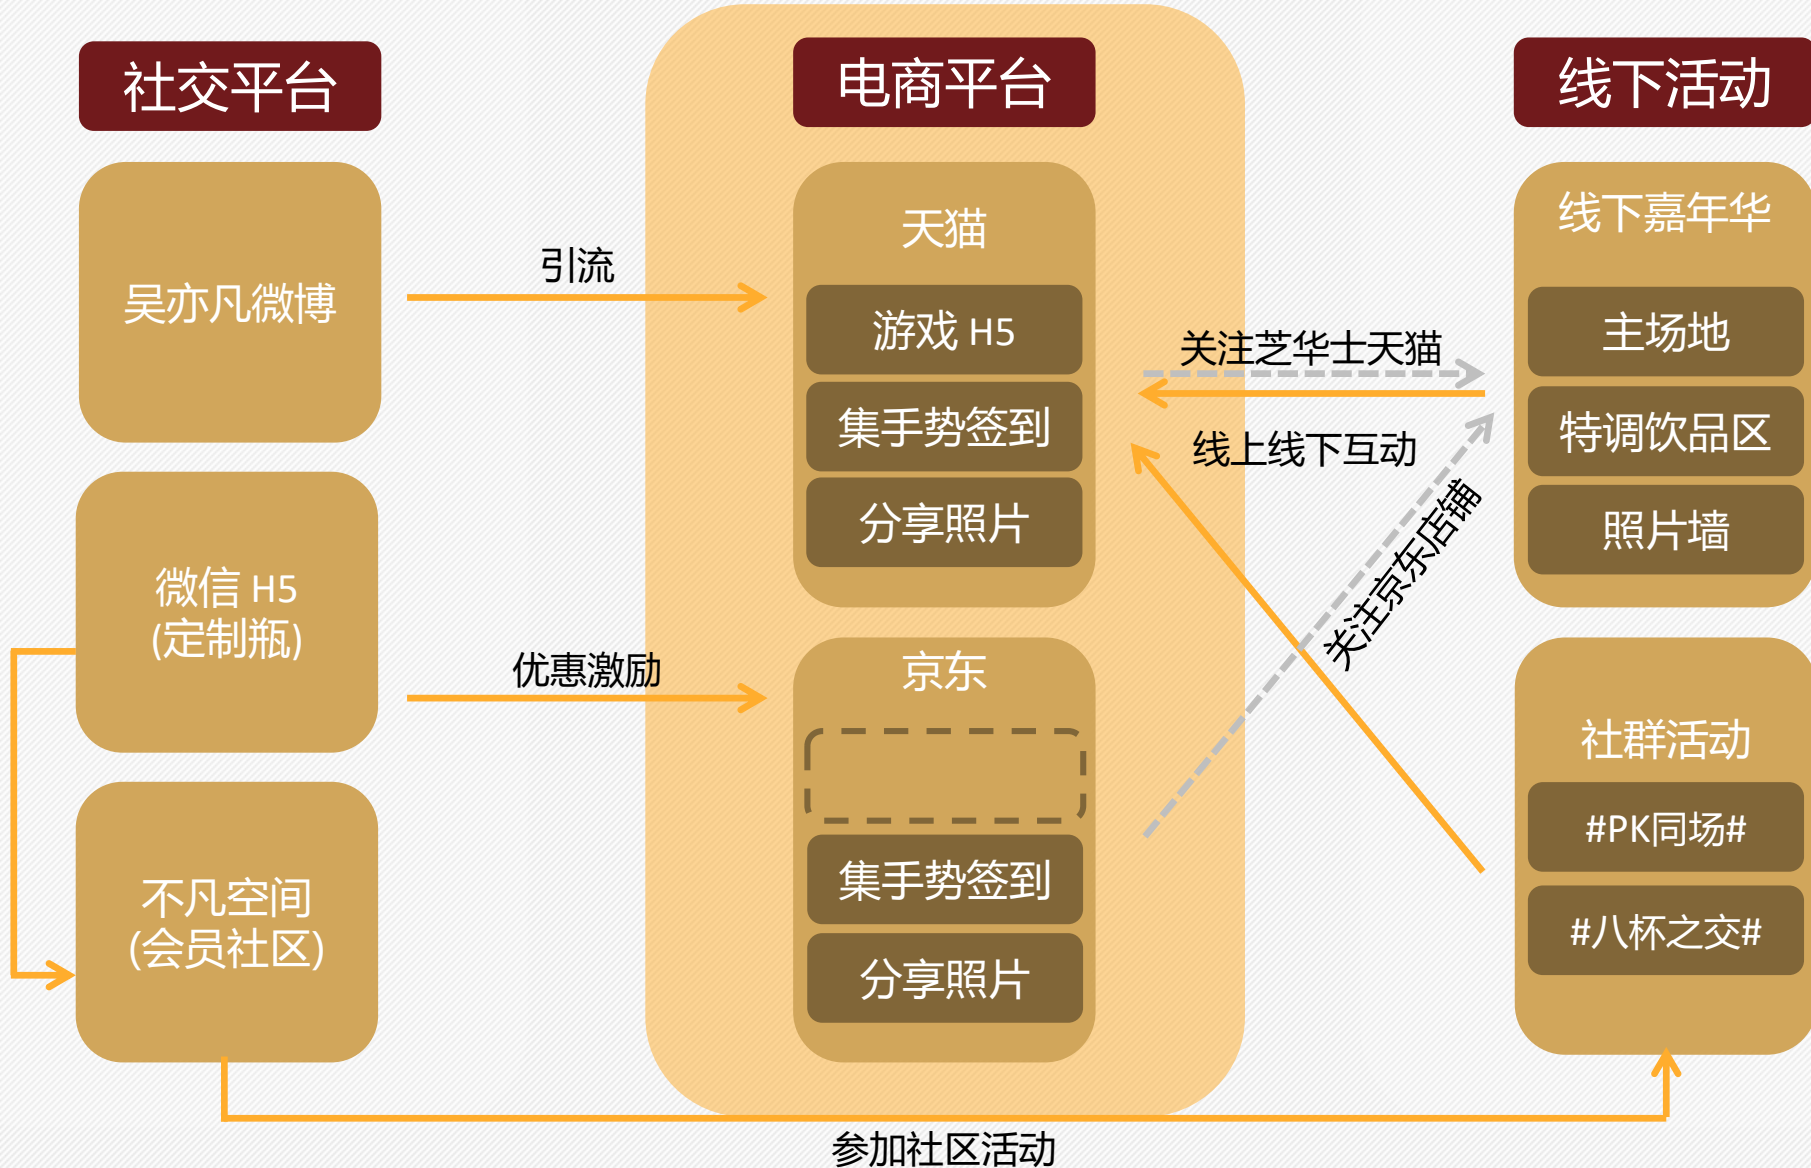 社交平台
吴亦凡微博
微信 H5
(定制瓶)
不凡空间
(会员社区)
引流
优惠激励
电商平台
天猫
游戏 H5
集手势签到
分享照片
京东
集手势签到
分享照片
关注芝华士天猫
线上线下互动
关注京东店铺
线下活动
线下嘉年华
主场地
特调饮品区
照片墙
社群活动
#PK同场#
#八杯之交#
参加社区活动